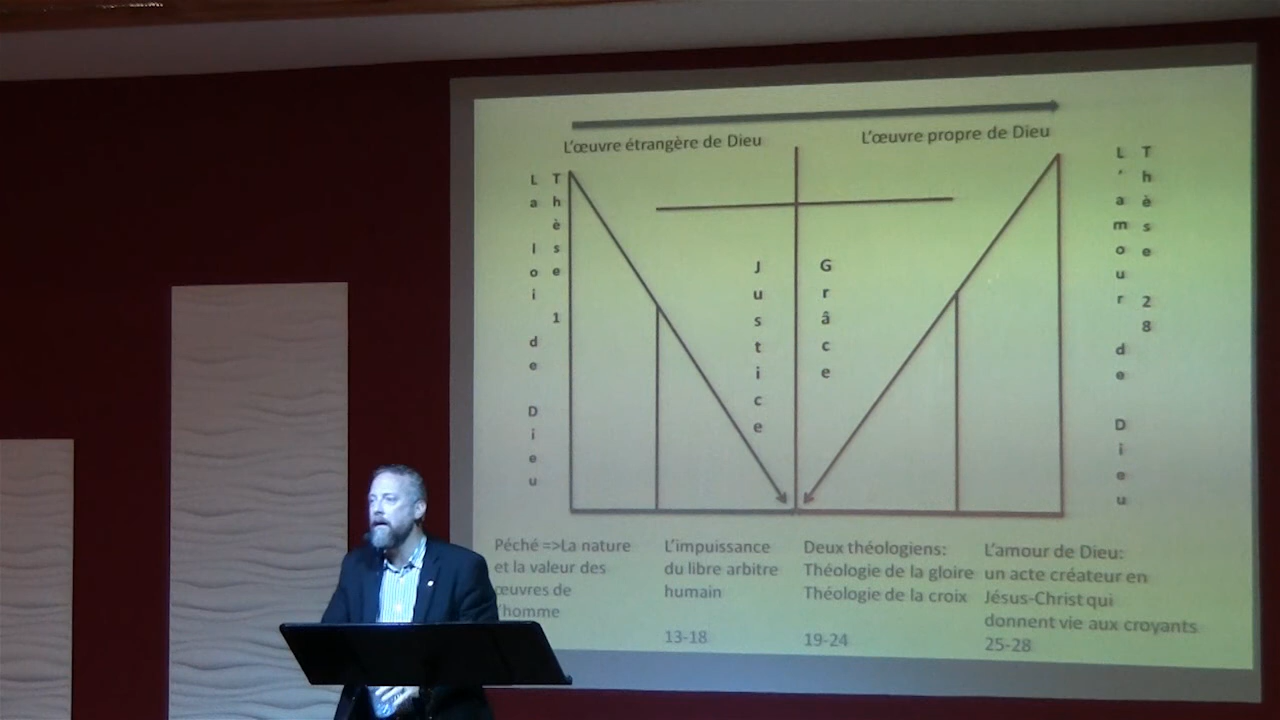 L'œuvre étrangère de Dieu
L'œuvre propre de Dieu
La loi de Dieu
Thèse 1
Justice
Grâce
L'amour de Dieu
Thèse 28
Péché =>La nature
et la valeur des
œuvres de
l'homme
L'impuissance
du libre arbitre
humain
13-18
Deux théologiens:
Théologie de la gloire
Théologie de la croix
19-24
L'amour de Dieu:
un acte créateur en
Jésus-Christ qui
donnent vie aux croyants
25-28